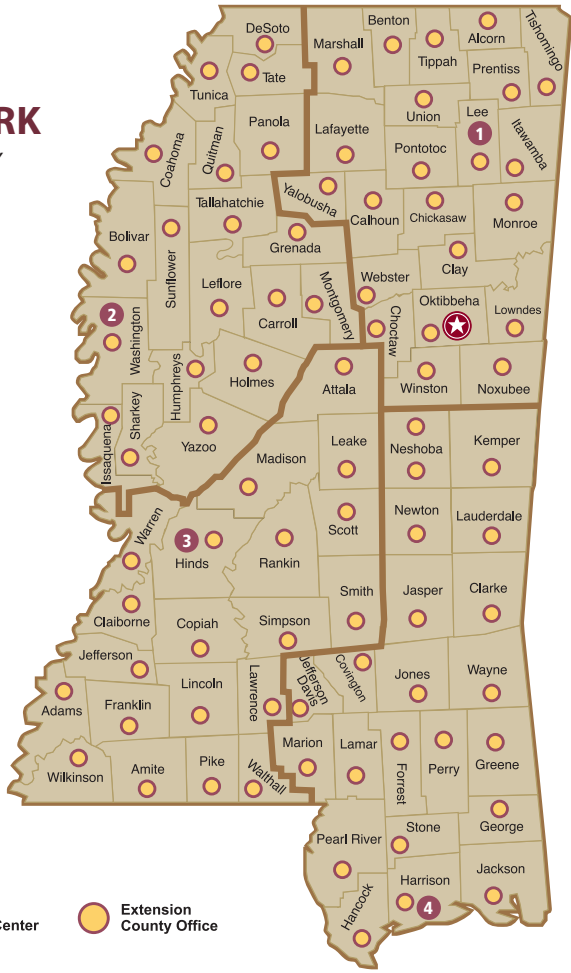 RK
DeSoto
Benton
Alcorn
Tishomingo
Marshall
Tippah
Prentiss
Tunica
Tate
Panola
Union
Lee
1
Itawamba
Coahoma
Quitman
Lafayette
Pontotoc
Yalobusha
Tallahatchie
Calhoun
Chickasaw
Monroe
Bolivar
Sunflower
Grenada
Clay
Leflore
Webster
Montgomery
Oktibbeha
Lowndes
2
Washington
Carroll
Choctaw
Humphreys
Holmes
Attala
Winston
Noxubee
Issaquena
Sharkey
Yazoo
Leake
Neshoba
Kemper
Madison
Warren
3
Hinds
Rankin
Scott
Newton
Lauderdale
Claiborne
Copiah
Simpson
Smith
Jasper
Clarke
Jefferson
Lincoln
Lawrence
Jefferson
Davis
Covington
Jones
Wayne
Adams
Franklin
Marion
Lamar
Forrest
Perry
Greene
Wilkinson
Amite
Pike
Walthall
Pearl River
Stone
George
Hancock
Harrison
4
Jackson
Center
Extension
County Office